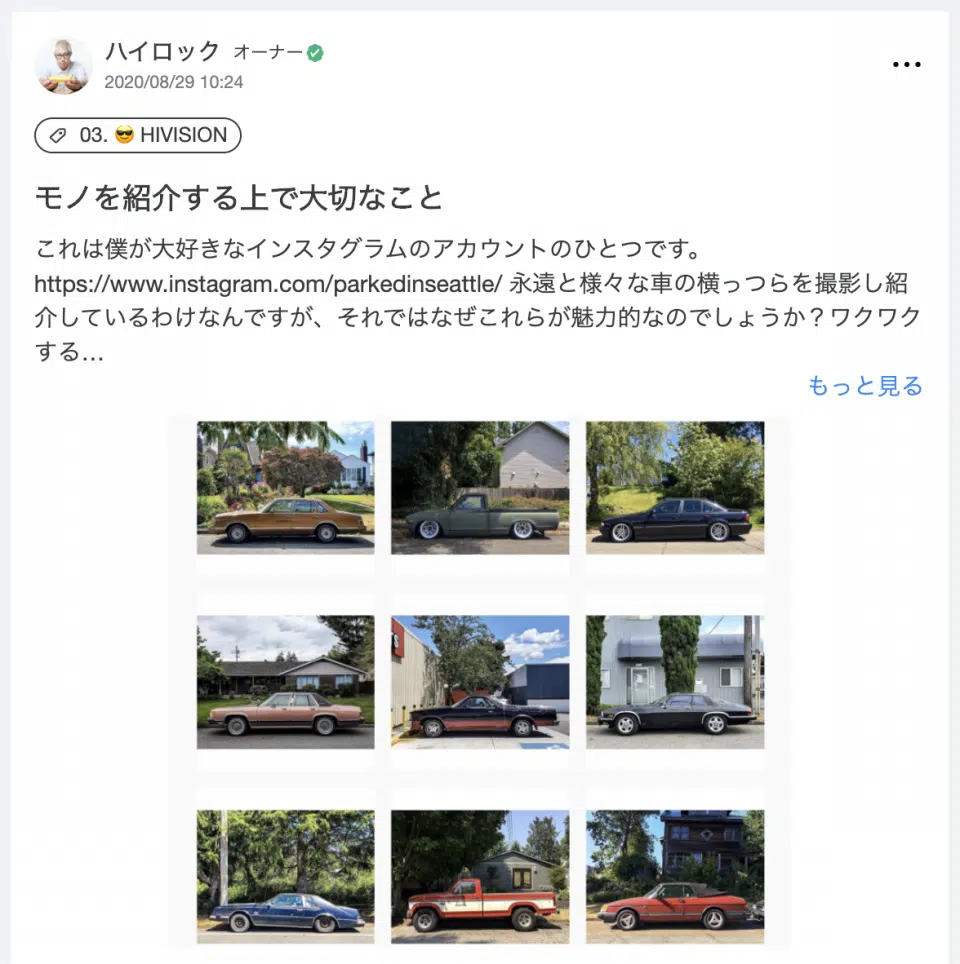 ハイロック オーナー
2020/08/29 10:24
03. 😎 HIVISION
モノを紹介する上で大切なこと
これは僕が大好きなインスタグラムのアカウントのひとつです。
https://www.instagram.com/parkedinseattle/ 永遠と様々な車の横っつらを撮影し紹
介しているわけなんですが、それではなぜこれらが魅力的なのでしょうか？ワクワク
する…
もっと見る